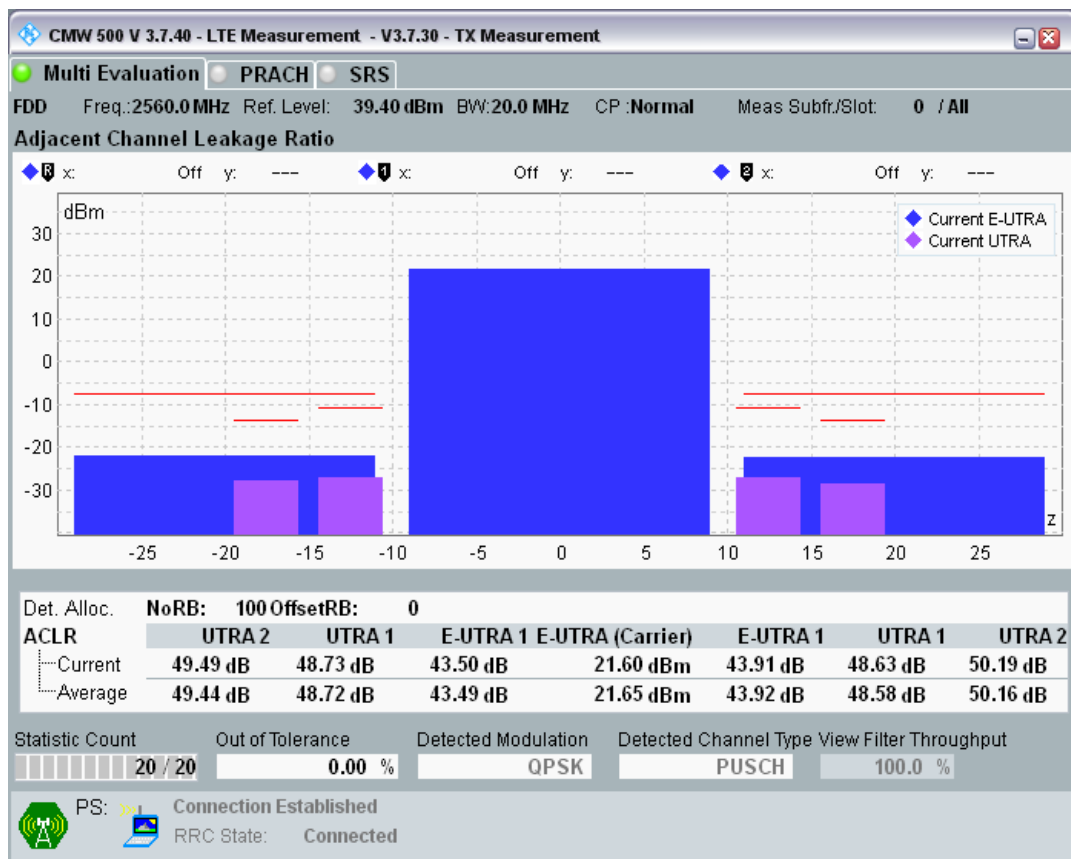 CMW 500 V 3.7.40 - LTE Measurement - V3.7.30 - TX Measurement
Multi Evaluation PRACH SRS
FDD Freq.:2560.0 MHz Ref. Level: 39.40 dBm BW:20.0 MHz CP :Normal Meas Subfr./Slot: 0 / All
Adjacent Channel Leakage Ratio
R x: Off y: --- 1 x: Off y: --- 2 x: Off y: ---
dBm
Current E-UTRA
Current UTRA
30
20
10
0
-10
-20
-30
z
-25 -20 -15 -10 -5 0 5 10 15 20 25
Det. Alloc. NoRB: 100 OffsetRB: 0
ACLR UTRA 2 UTRA 1 E-UTRA 1 E-UTRA (Carrier) E-UTRA 1 UTRA 1 UTRA 2
Current 49.49 dB 48.73 dB 43.50 dB 21.60 dBm 43.91 dB 48.63 dB 50.19 dB
Average 49.44 dB 48.72 dB 43.49 dB 21.65 dBm 43.92 dB 48.58 dB 50.16 dB
Statistic Count Out of Tolerance Detected Modulation Detected Channel Type View Filter Throughput
20 / 20 0.00 % QPSK PUSCH 100.0 %
PS: Connection Established
RRC State: Connected